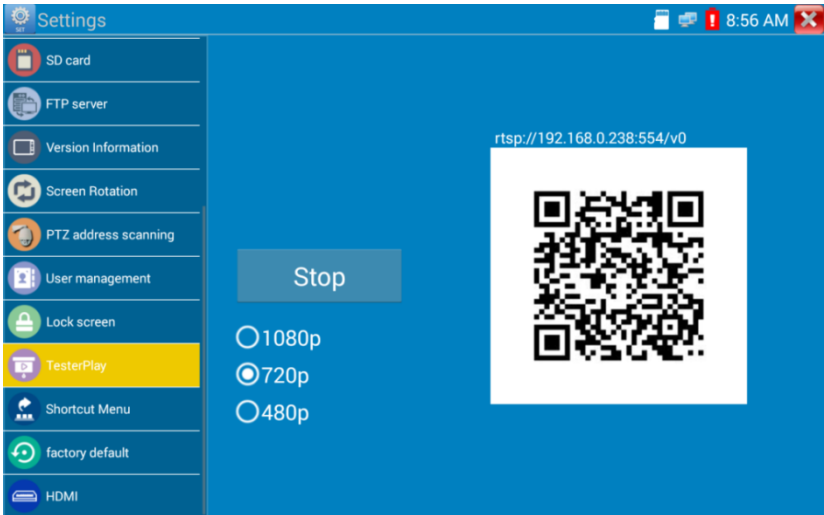 Settings
SET
8:56 AM
SD card
FTP server
Version Information
Screen Rotation
PTZ address scanning
User management
Lock screen
TesterPlay
Shortcut Menu
factory default
HDMI
Stop
1080p
720p
480p
rtsp://192.168.0.238:554/v0